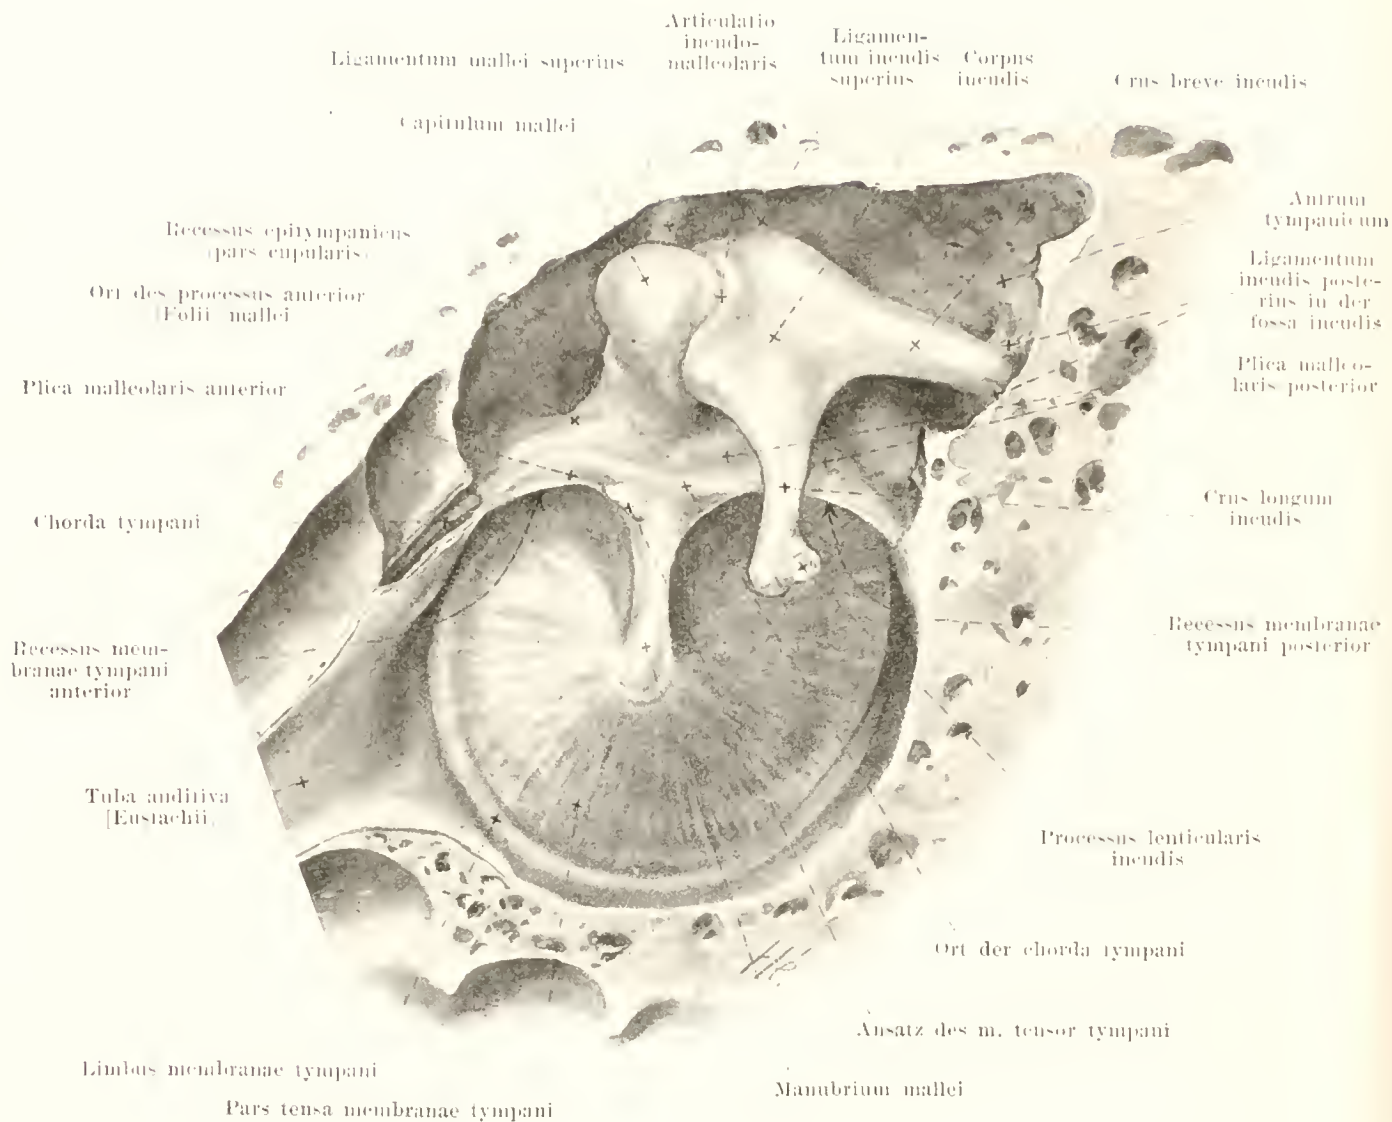 Articulatio
incudo-
malleolaris
Ligamen-
tum incudis
superius
Ligamentum mallei superius
Corpus
incudis
Crus breve incudis
Capitulum mallei
Antrum
tympanicum
Recessus epitympanicus
(pars cupularis)
Ligamentum
incudis poste-
rius in der
fossa incudis
Ort des processus anterior
[Folii] mallei
Plica malleo-
laris posterior
Plica malleolaris anterior
Crus longum
incudis
Chorda tympani
Recessus membranae
tympani posterior
Recessus mem-
branae tympani
anterior
Tuba auditiva
[Eustachii]
Processus lenticularis
incudis
Ort der chorda tympani
Ansatz des m. tensor tympani
Limbus membranae tympani
Manubrium mallei
Pars tensa membranae tympani